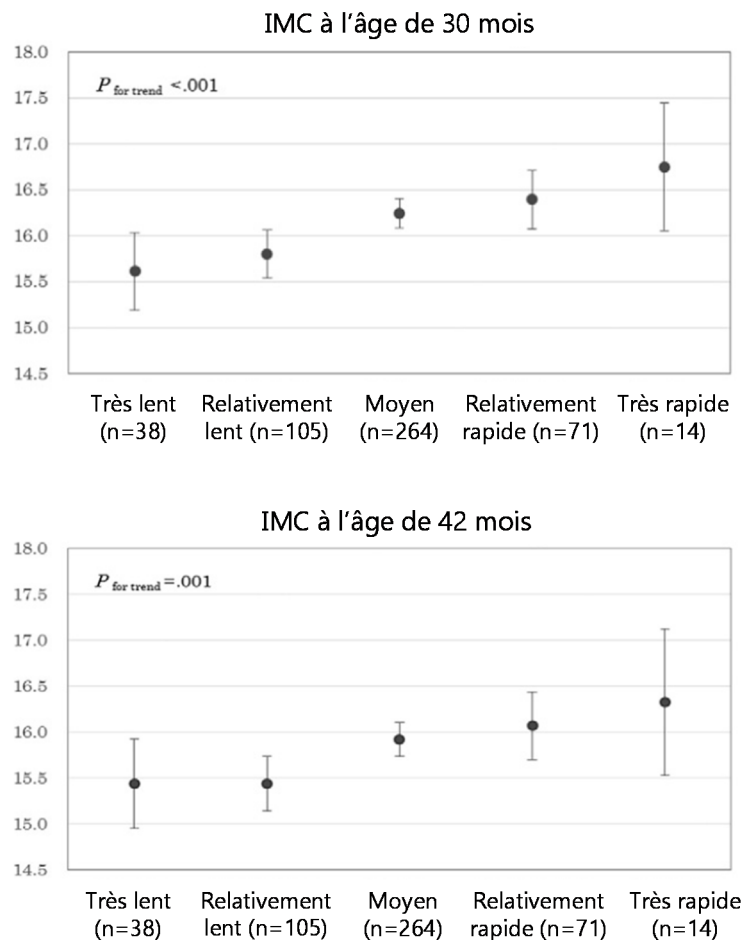 IMC à l'âge de 30 mois
18.0
P for trend <.001
17.5
17.0
16.5
16.0
15.5
15.0
14.5
Très lent Relativement Moyen Relativement Très rapide
(n=38) lent (n=105) (n=264) rapide (n=71) (n=14)
IMC à l'âge de 42 mois
18.0
P for trend =.001
17.5
17.0
16.5
16.0
15.5
15.0
14.5
Très lent Relativement Moyen Relativement Très rapide
(n=38) lent (n=105) (n=264) rapide (n=71) (n=14)